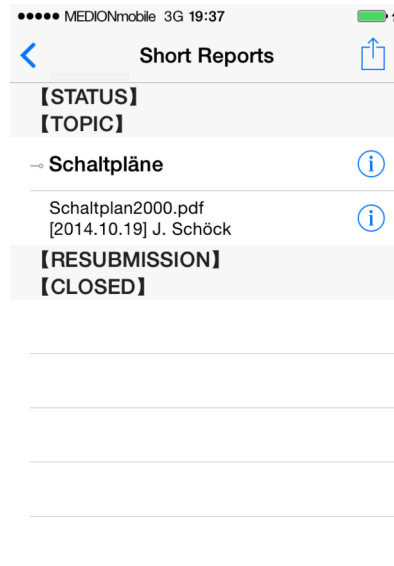 MEDIONmobile 3G 19:37
Short Reports
【STATUS】
【TOPIC】
Schaltpläne
Schaltplan2000.pdf
[2014.10.19] J. Schöck
【RESUBMISSION】
【CLOSED】